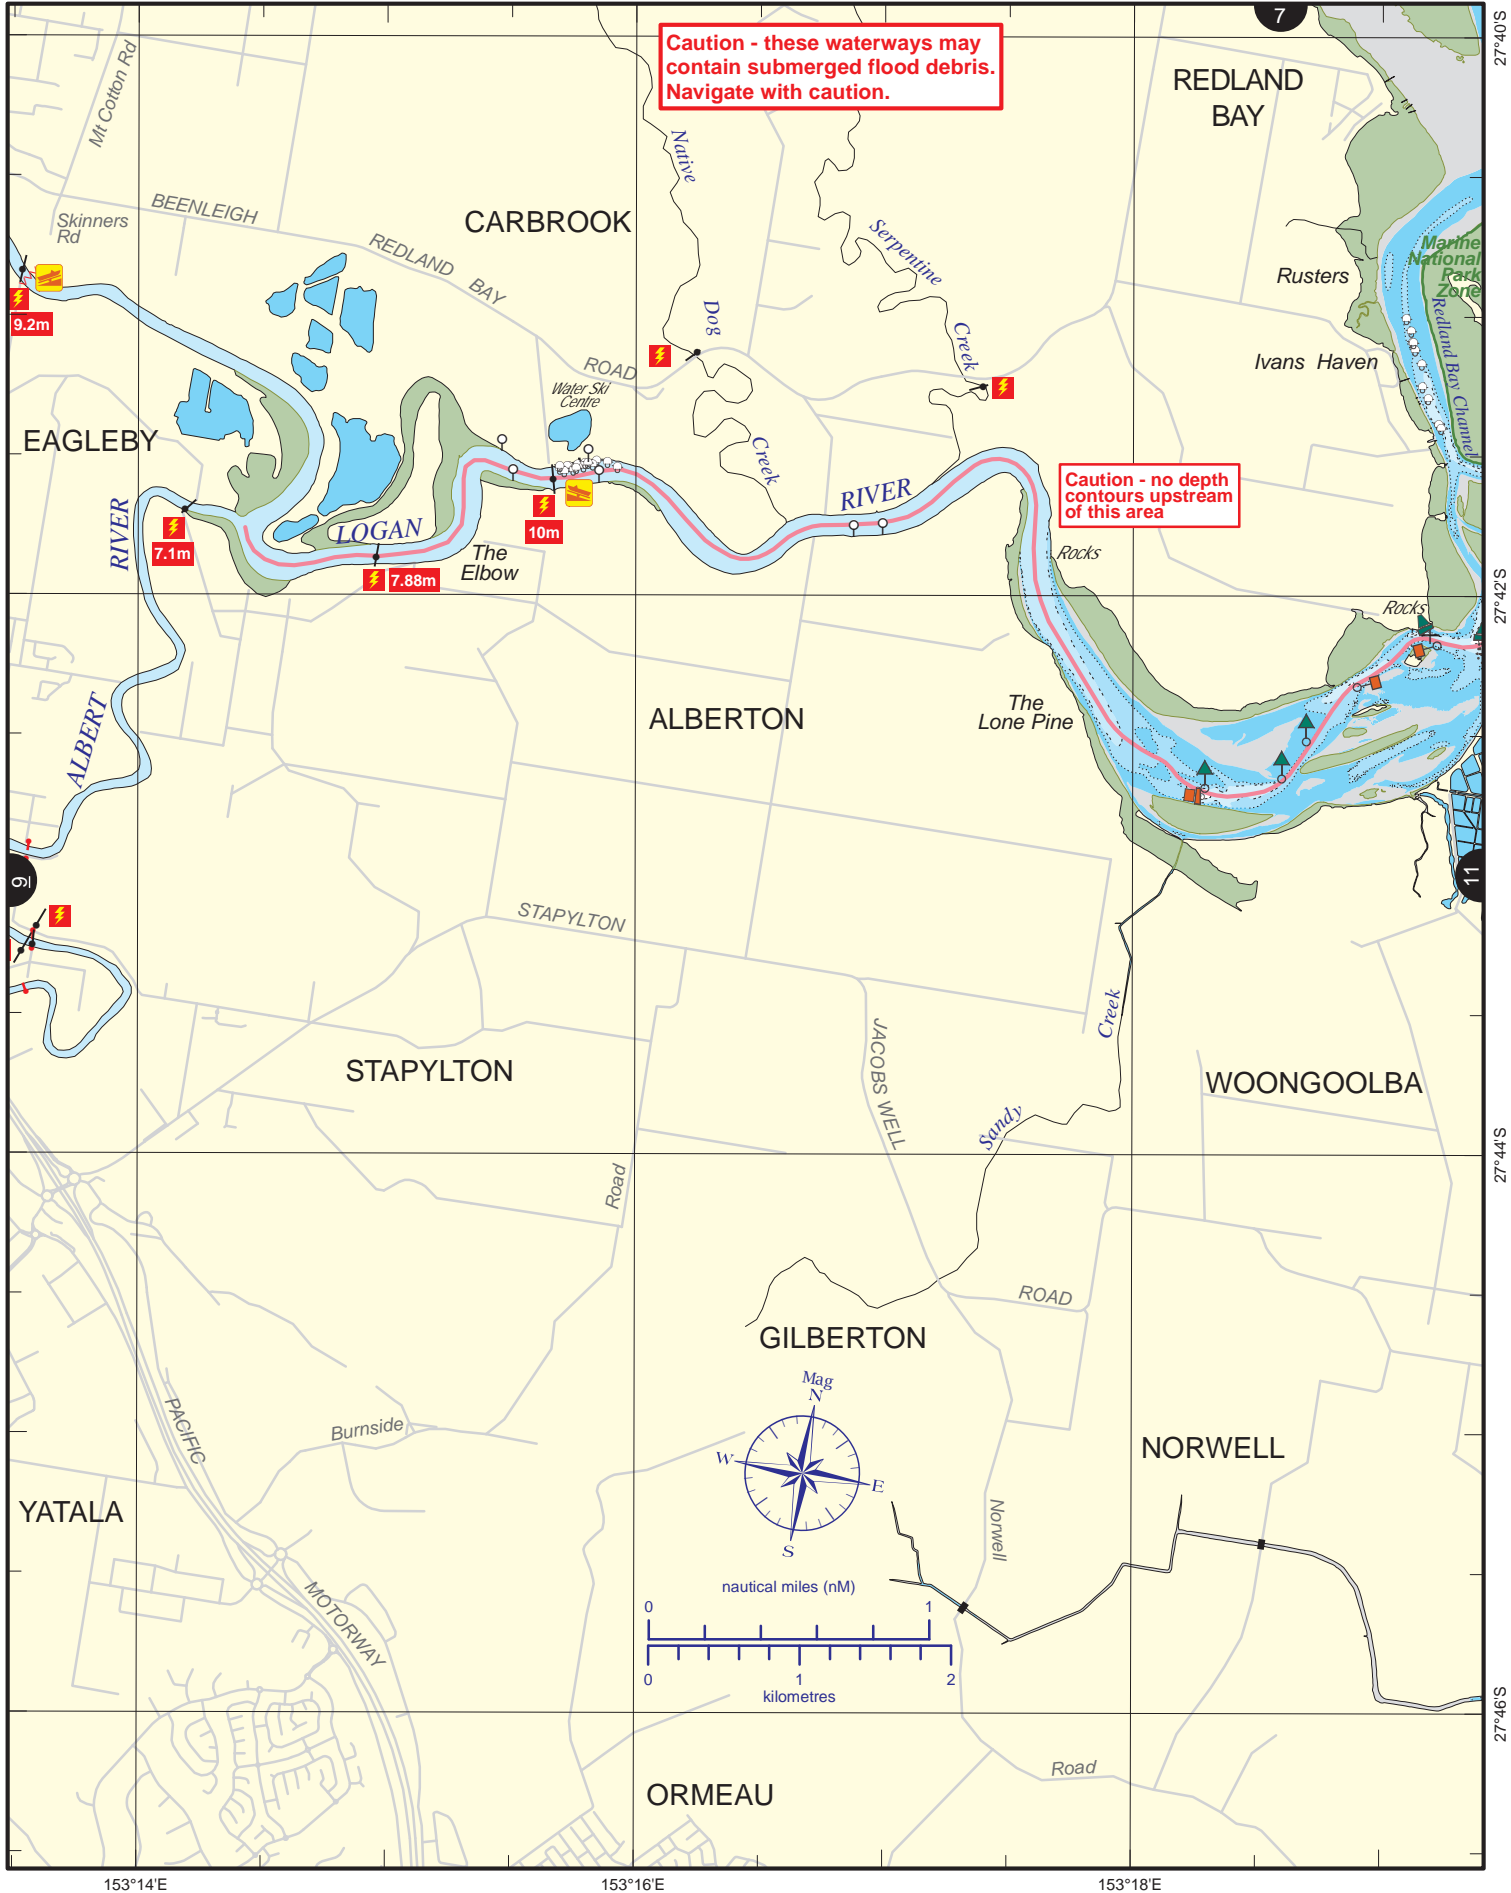 7
27°40'S
Caution - these waterways may
contain submerged flood debris.
Navigate with caution.
REDLAND
BAY
Mt Cotton Rd
Native
BEENLEIGH
Skinners
Rd
CARBROOK
REDLAND
BAY
Serpentine
Marine
National
Park
Zone
Rusters
9.2m
Dog
Creek
Redland Bay Channel
ROAD
Ivans Haven
Water Ski
Centre
EAGLEBY
Creek
RIVER
Caution - no depth
contours upstream
of this area
RIVER
LOGAN
10m
7.1m
The
Elbow
7.88m
Rocks
27°42'S
Rocks
ALBERT
The
Lone Pine
ALBERTON
9
11
STAPYLTON
Creek
JACOBS WELL
STAPYLTON
WOONGOOLBA
Sandy
27°44'S
Road
ROAD
GILBERTON
Mag
N
W
E
S
PACIFIC
Burnside
NORWELL
YATALA
Norwell
nautical miles (nM)
0
1
MOTORWAY
0
1
2
kilometres
27°46'S
Road
ORMEAU
153°14'E
153°16'E
153°18'E